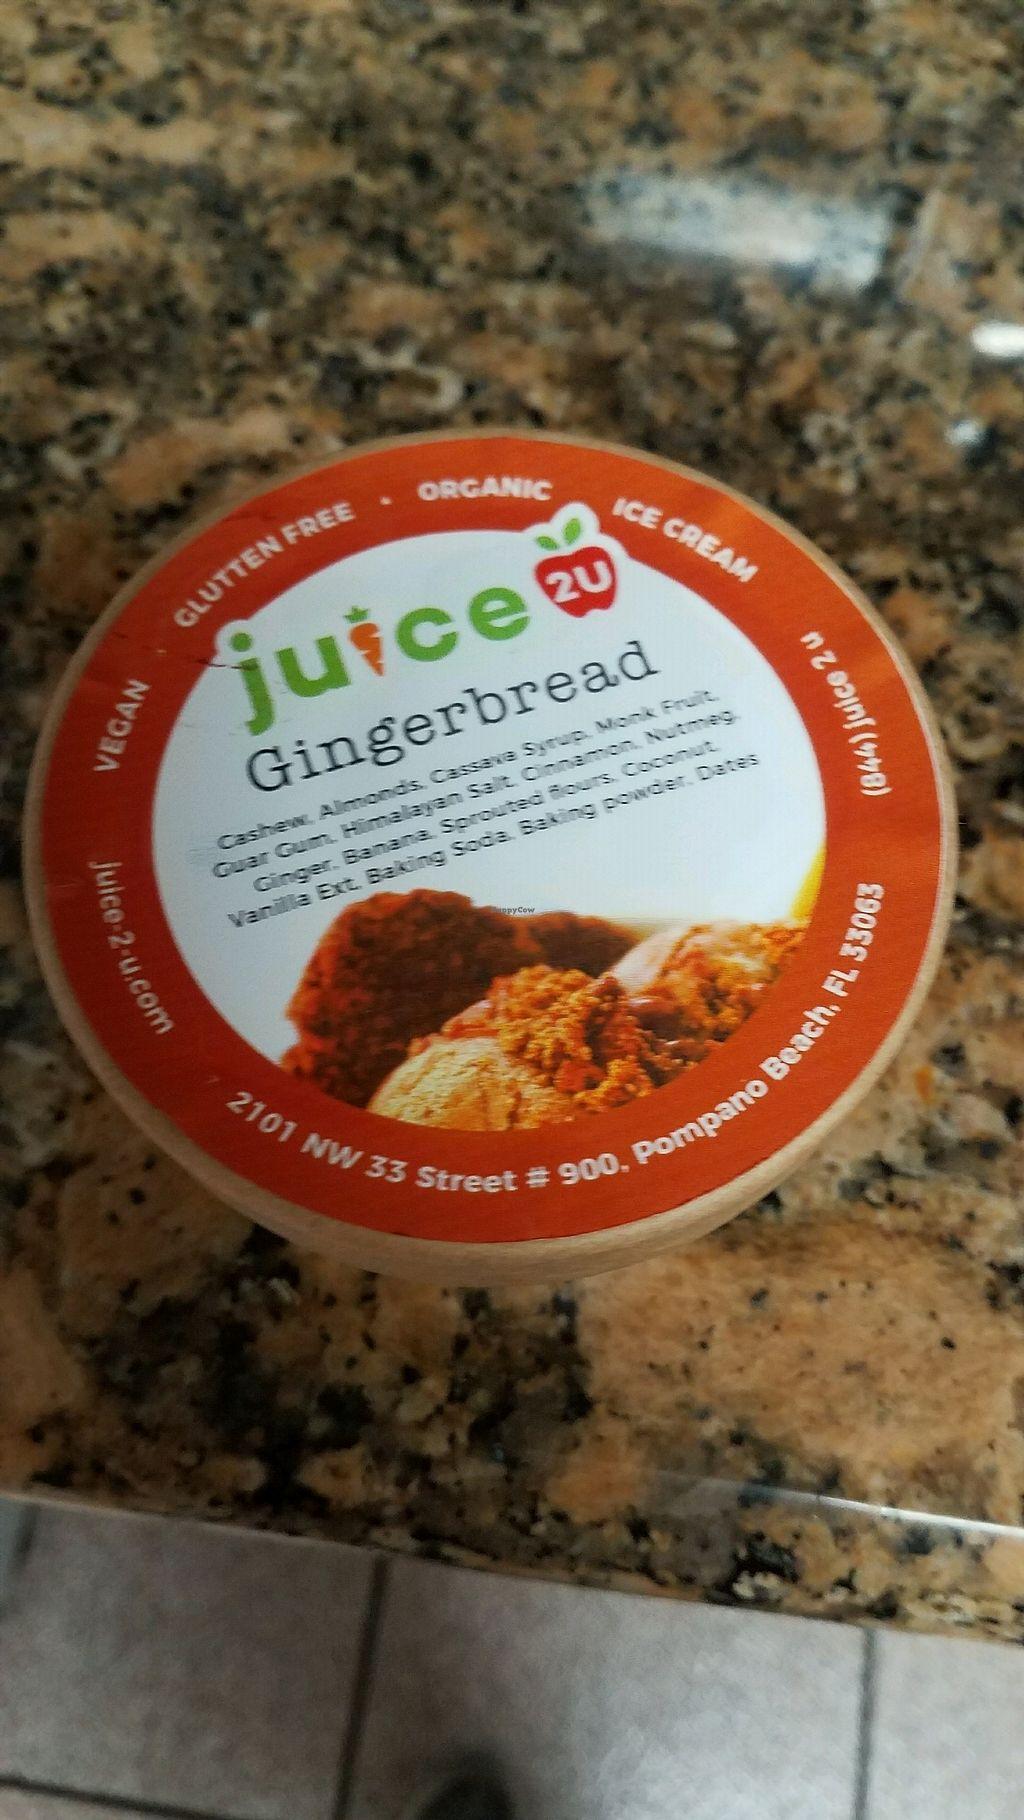 VEGAN
GLUTTEN FREE · ORGANIC
ICE CREAM
juice 2U
Gingerbread
Cashew, Almonds, Cassava Syrup, Monk Fruit,
Guar Gum, Himalayan Salt, Cinnamon, Nutmeg,
Ginger, Banana, Sprouted flours, Coconut,
Vanilla Ext, Baking Soda, Baking powder, Dates
(844) juice 2 u
juice-2-u.com
2101 NW 33 Street # 900, Pompano Beach, FL 33063
HappyCow